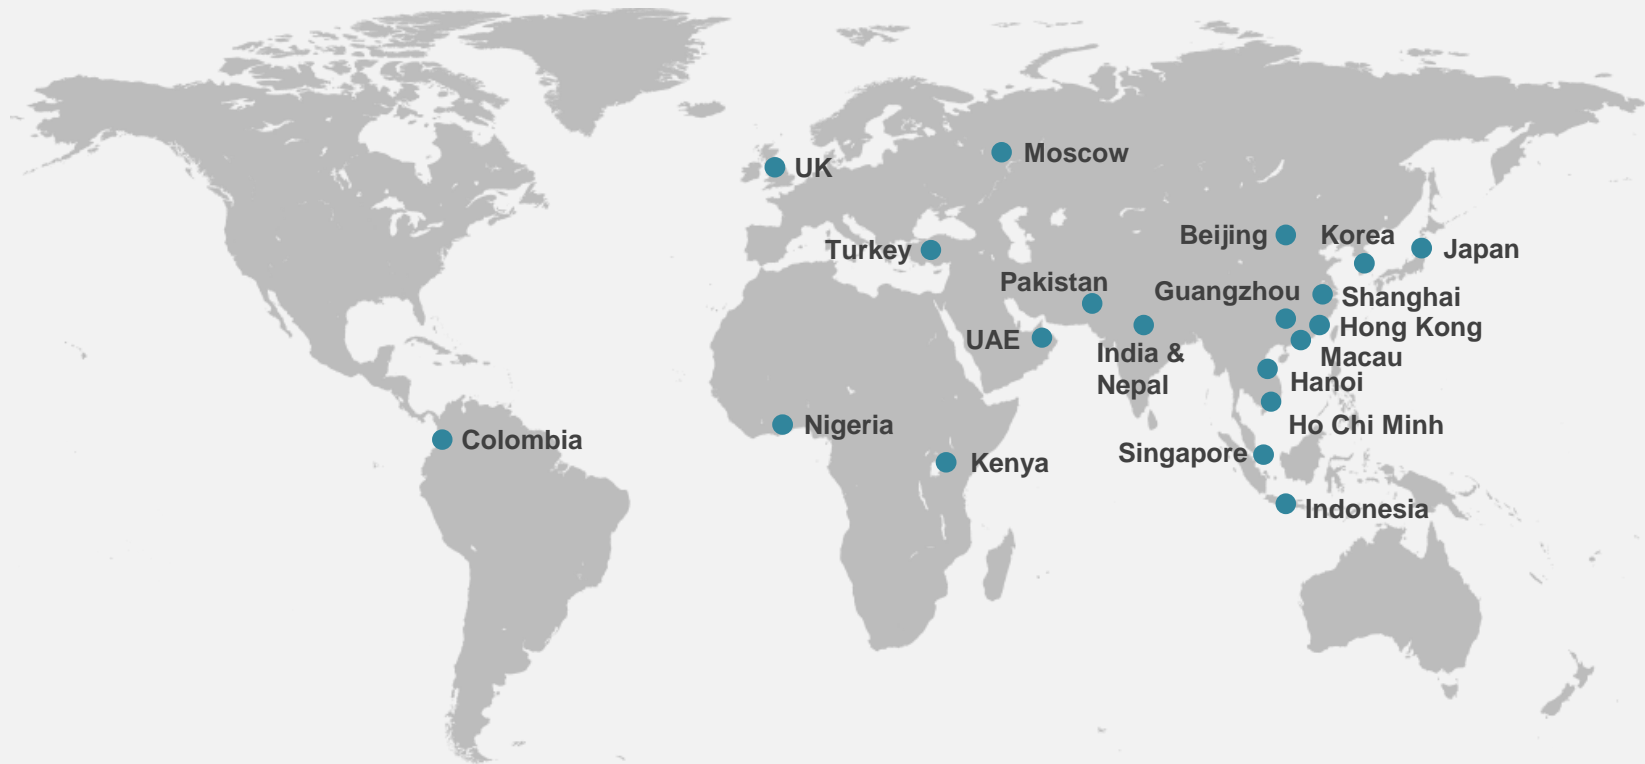 Moscow
UK
Beijing
Korea
Japan
Turkey
Pakistan
Guangzhou
Shanghai
Hong Kong
UAE
India &
Nepal
Macau
Hanoi
Nigeria
Ho Chi Minh
Colombia
Singapore
Kenya
Indonesia